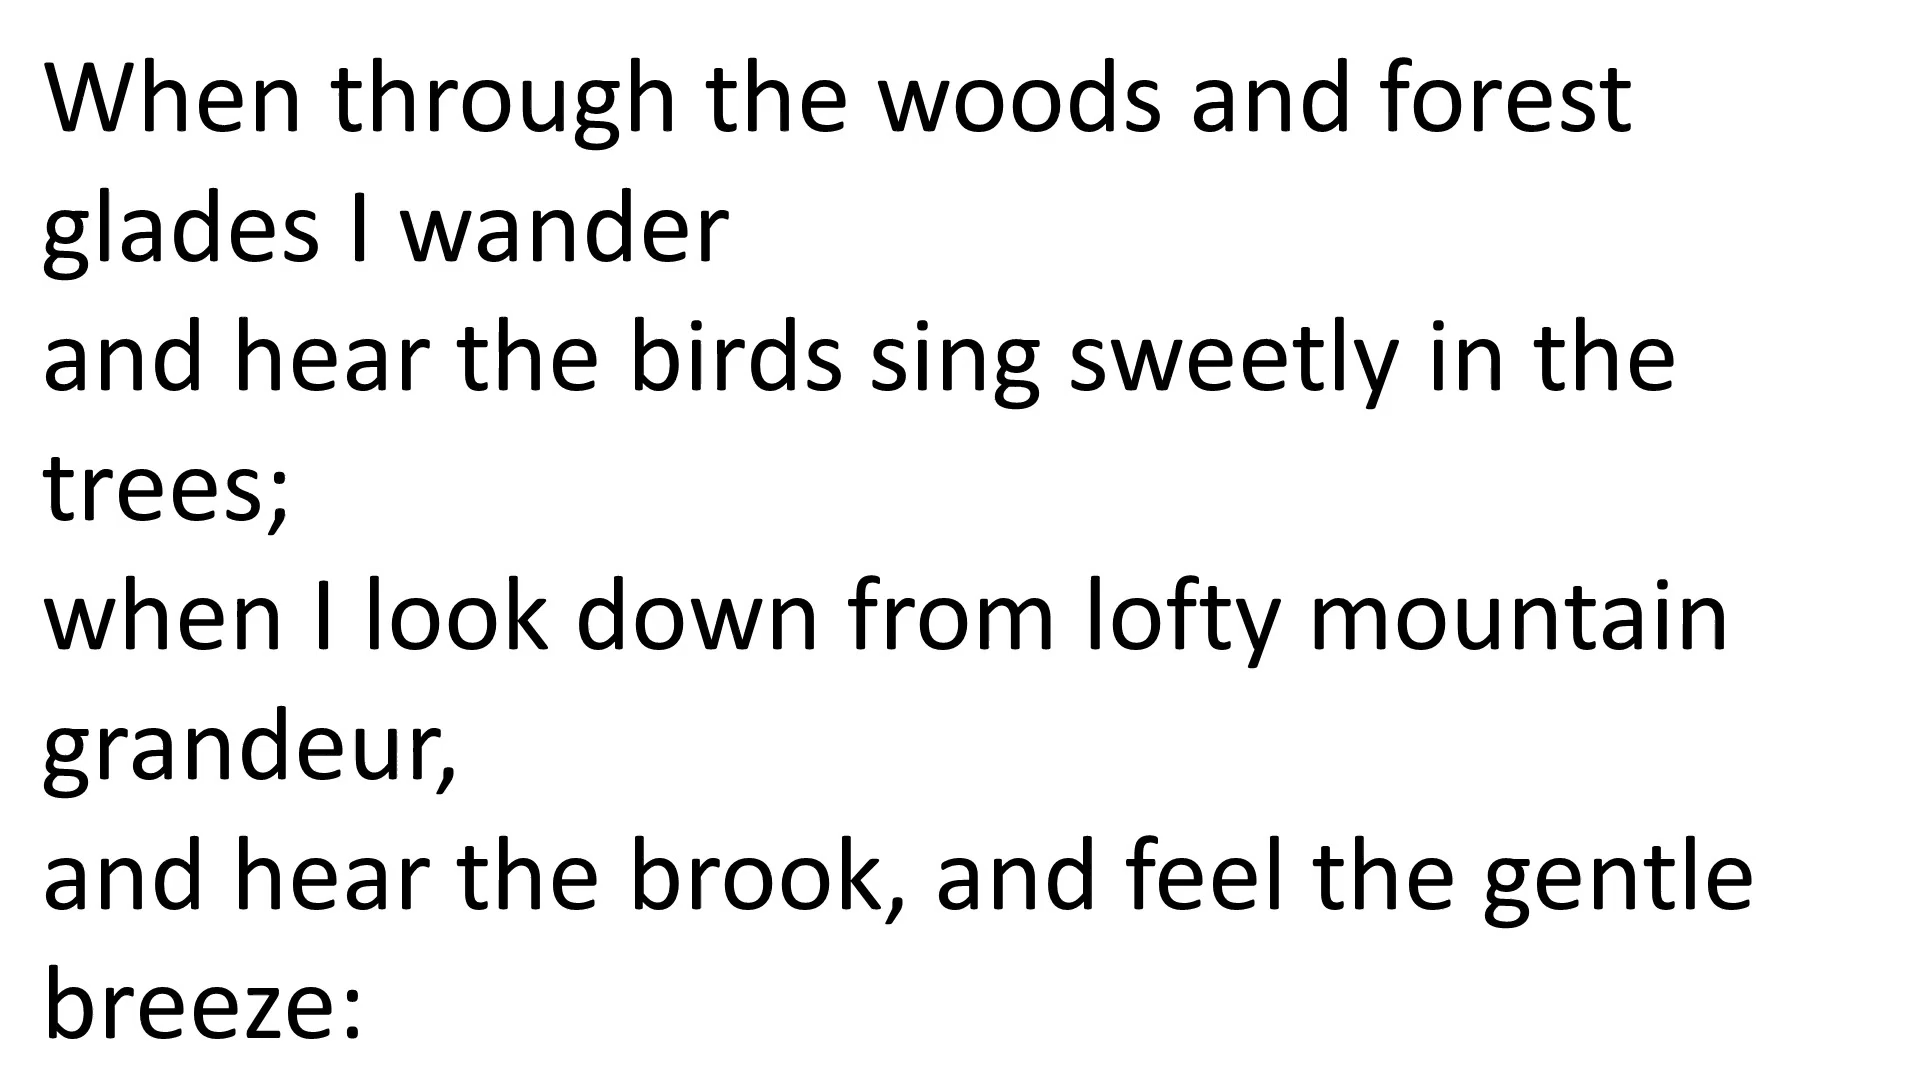 When through the woods and forest
glades I wander
and hear the birds sing sweetly in the
trees;
when I look down from lofty mountain
grandeur,
and hear the brook, and feel the gentle
breeze: